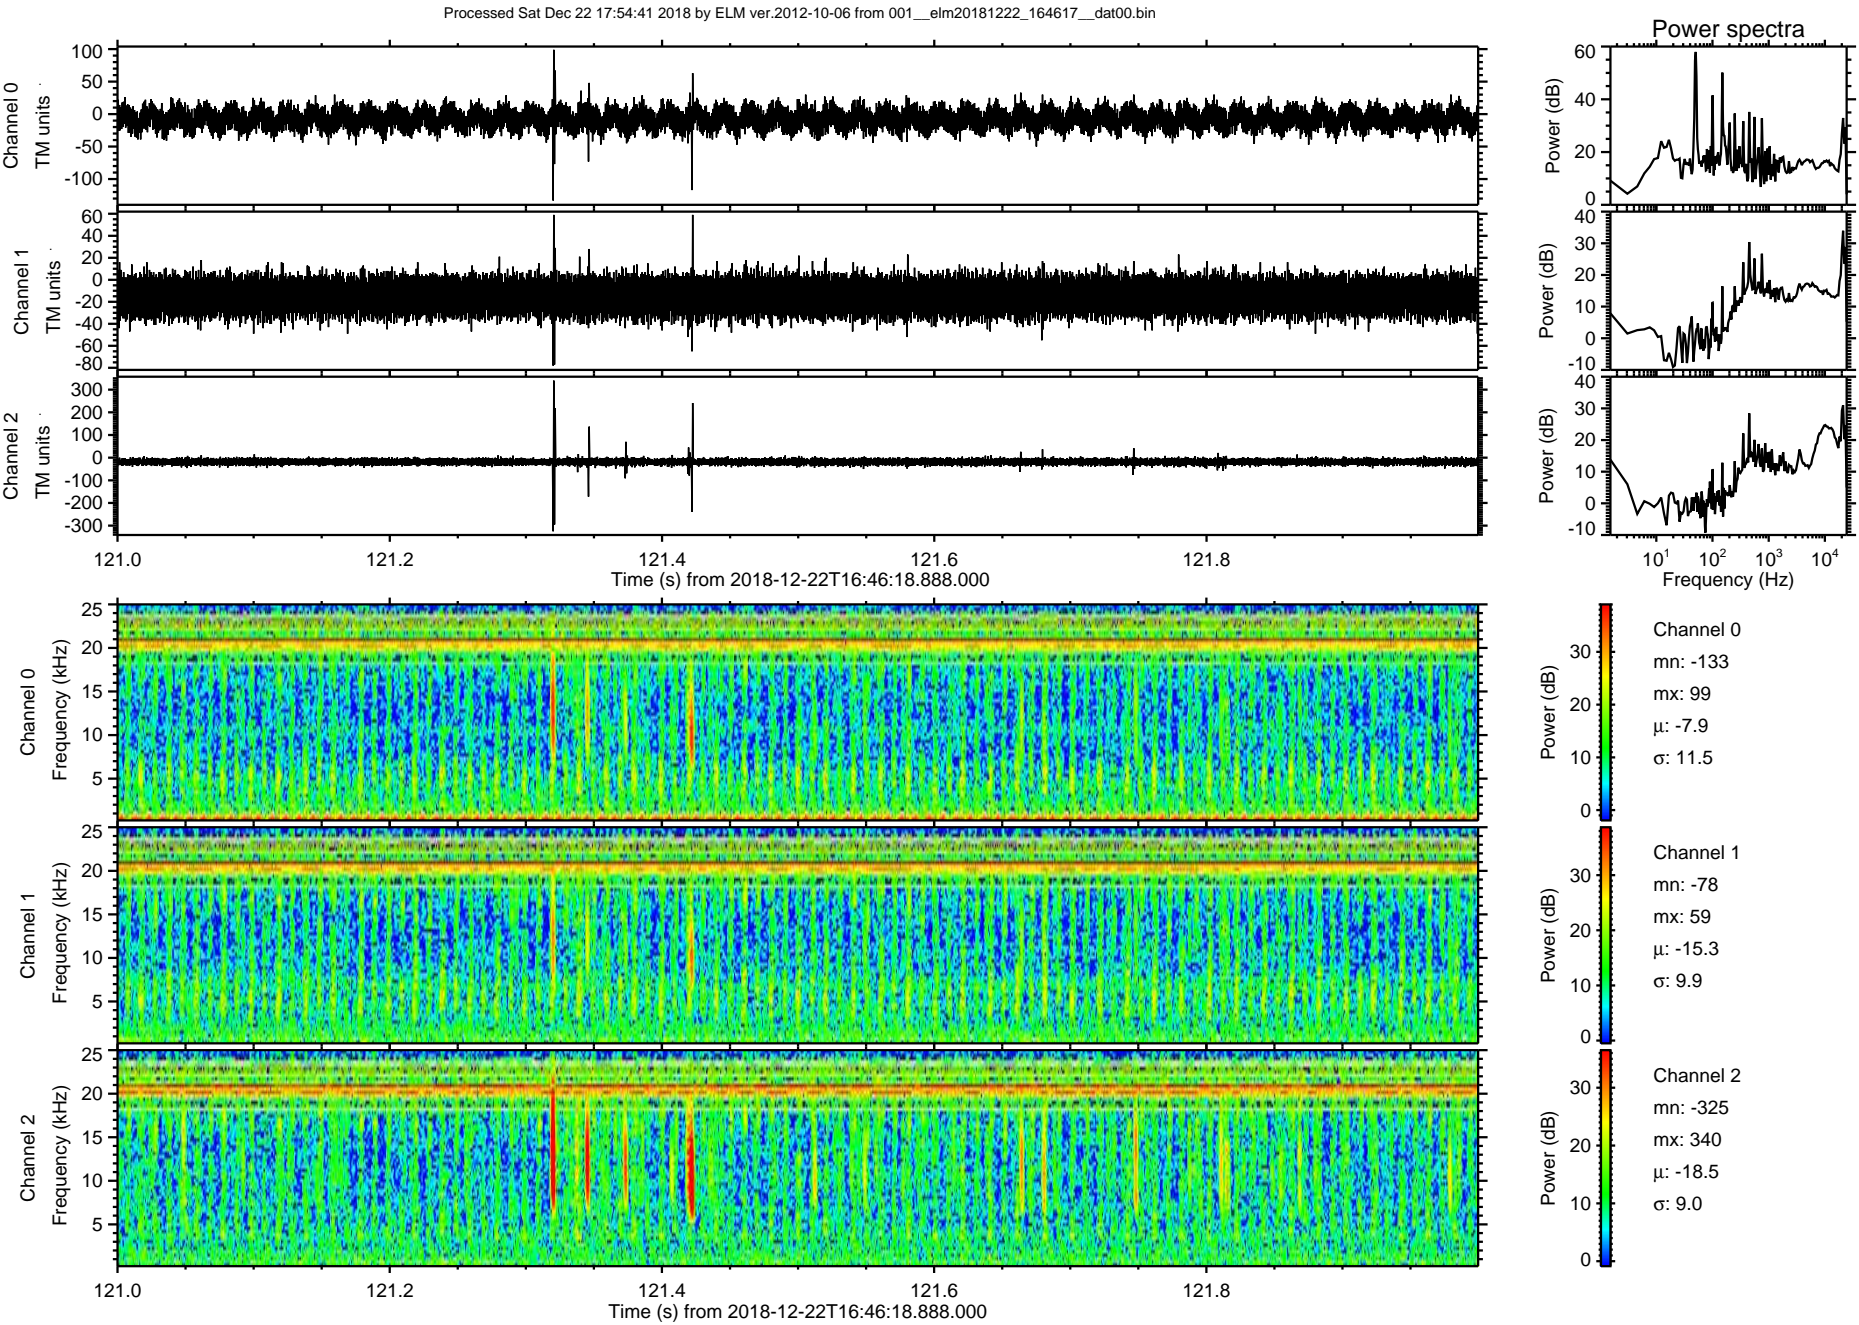 Processed Sat Dec 22 17:54:41 2018 by ELM ver.2012-10-06 from 001__elm20181222_164617__dat00.bin
Power spectra
Channel 0
TM units
100
50
0
-50
-100
Power (dB)
60
40
20
0
Channel 1
TM units
60
40
20
0
-20
-40
-60
-80
Power (dB)
40
30
20
10
0
-10
Channel 2
TM units
300
200
100
0
-100
-200
-300
Power (dB)
40
30
20
10
0
-10
121.0 121.2 121.4 121.6 121.8
Time (s) from 2018-12-22T16:46:18.888.000
10¹ 10² 10³ 10⁴
Frequency (Hz)
Channel 0
Frequency (kHz)
25
20
15
10
5
Power (dB)
30
20
10
0
Channel 0
mn: -133
mx: 99
μ: -7.9
σ: 11.5
Channel 1
Frequency (kHz)
25
20
15
10
5
Power (dB)
30
20
10
0
Channel 1
mn: -78
mx: 59
μ: -15.3
σ: 9.9
Channel 2
Frequency (kHz)
25
20
15
10
5
Power (dB)
30
20
10
0
Channel 2
mn: -325
mx: 340
μ: -18.5
σ: 9.0
121.0 121.2 121.4 121.6 121.8
Time (s) from 2018-12-22T16:46:18.888.000